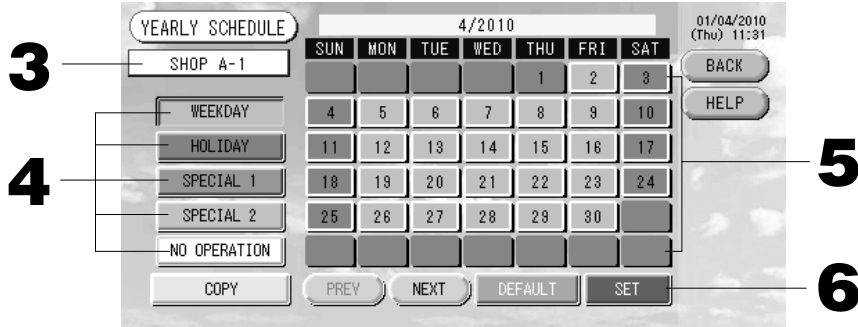 YEARLY SCHEDULE
4/2010
01/04/2010
(Thu) 11:31
3
SHOP A-1
SUN MON TUE WED THU FRI SAT
BACK
1 2 3
HELP
WEEKDAY
4 5 6 7 8 9 10
HOLIDAY
11 12 13 14 15 16 17
5
4
SPECIAL 1
18 19 20 21 22 23 24
SPECIAL 2
25 26 27 28 29 30
NO OPERATION
COPY
PREV NEXT DEFAULT SET
6